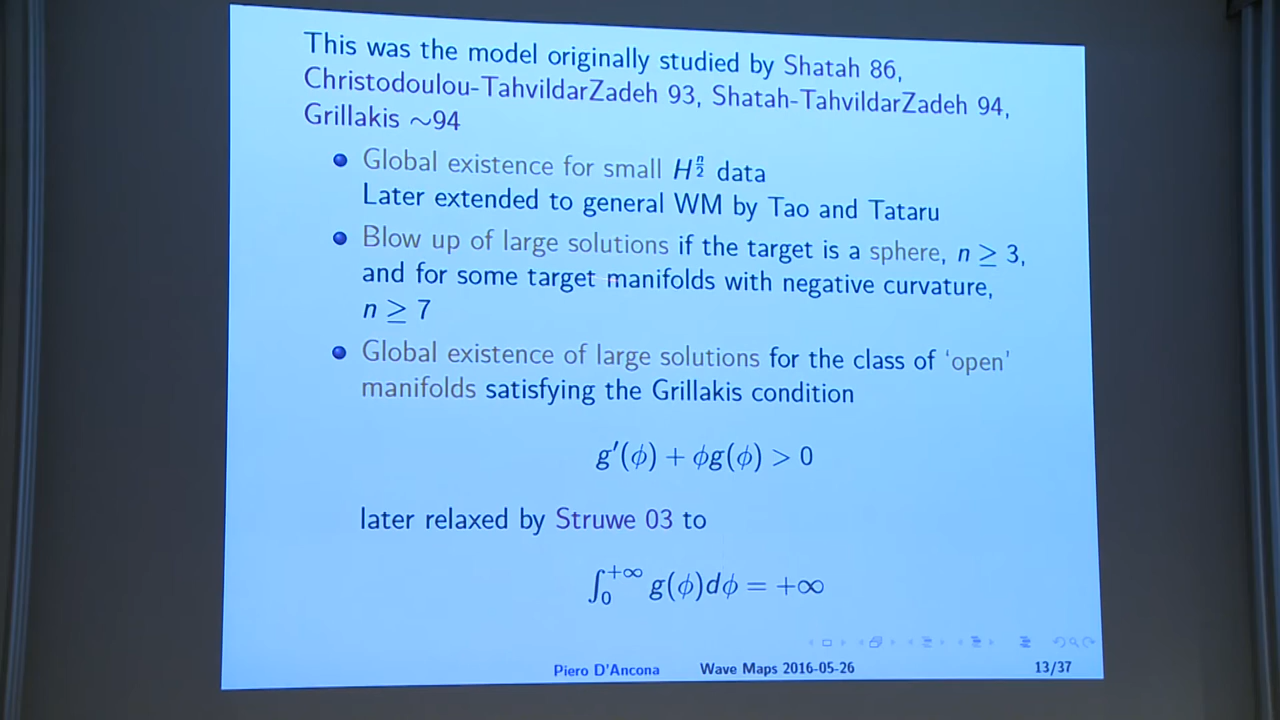 This was the model originally studied by Shatah 86,
Christodoulou-TahvildarZadeh 93, Shatah-TahvildarZadeh 94,
Grillakis ∼94
Global existence for small H^{n/2} data
Later extended to general WM by Tao and Tataru
Blow up of large solutions if the target is a sphere, n ≥ 3,
and for some target manifolds with negative curvature,
n ≥ 7
Global existence of large solutions for the class of 'open'
manifolds satisfying the Grillakis condition
g′(ϕ) + ϕg(ϕ) > 0
later relaxed by Struwe 03 to
∫_0^{+∞} g(ϕ)dϕ = +∞
Piero D'Ancona Wave Maps 2016-05-26 13/37